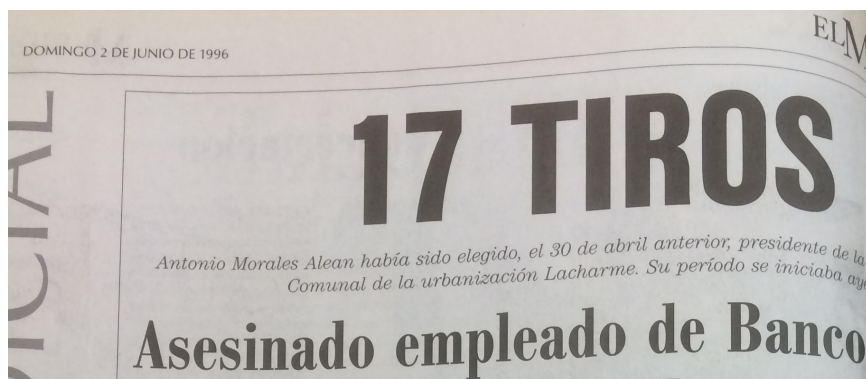 DOMINGO 2 DE JUNIO DE 1996
17 TIROS
Antonio Morales Alean había sido elegido, el 30 de abril anterior, presidente de la
Comunal de la urbanización Lacharme. Su período se iniciaba
Asesinado empleado de Banco